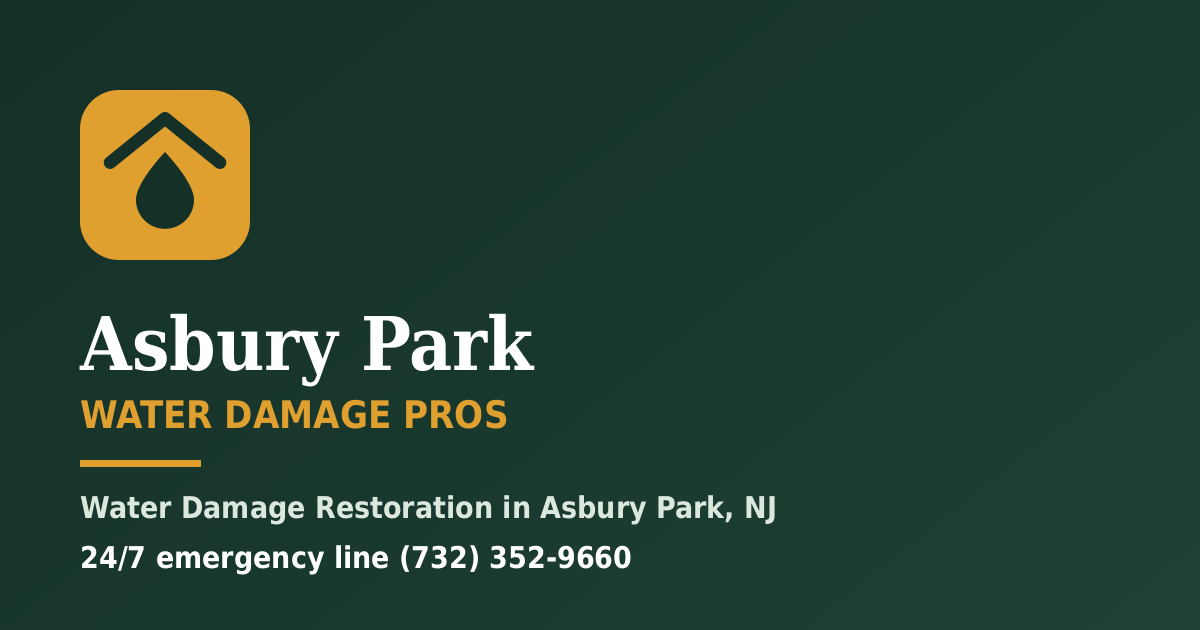 Asbury Park
WATER DAMAGE PROS
Water Damage Restoration in Asbury Park, NJ
24/7 emergency line (732) 352-9660